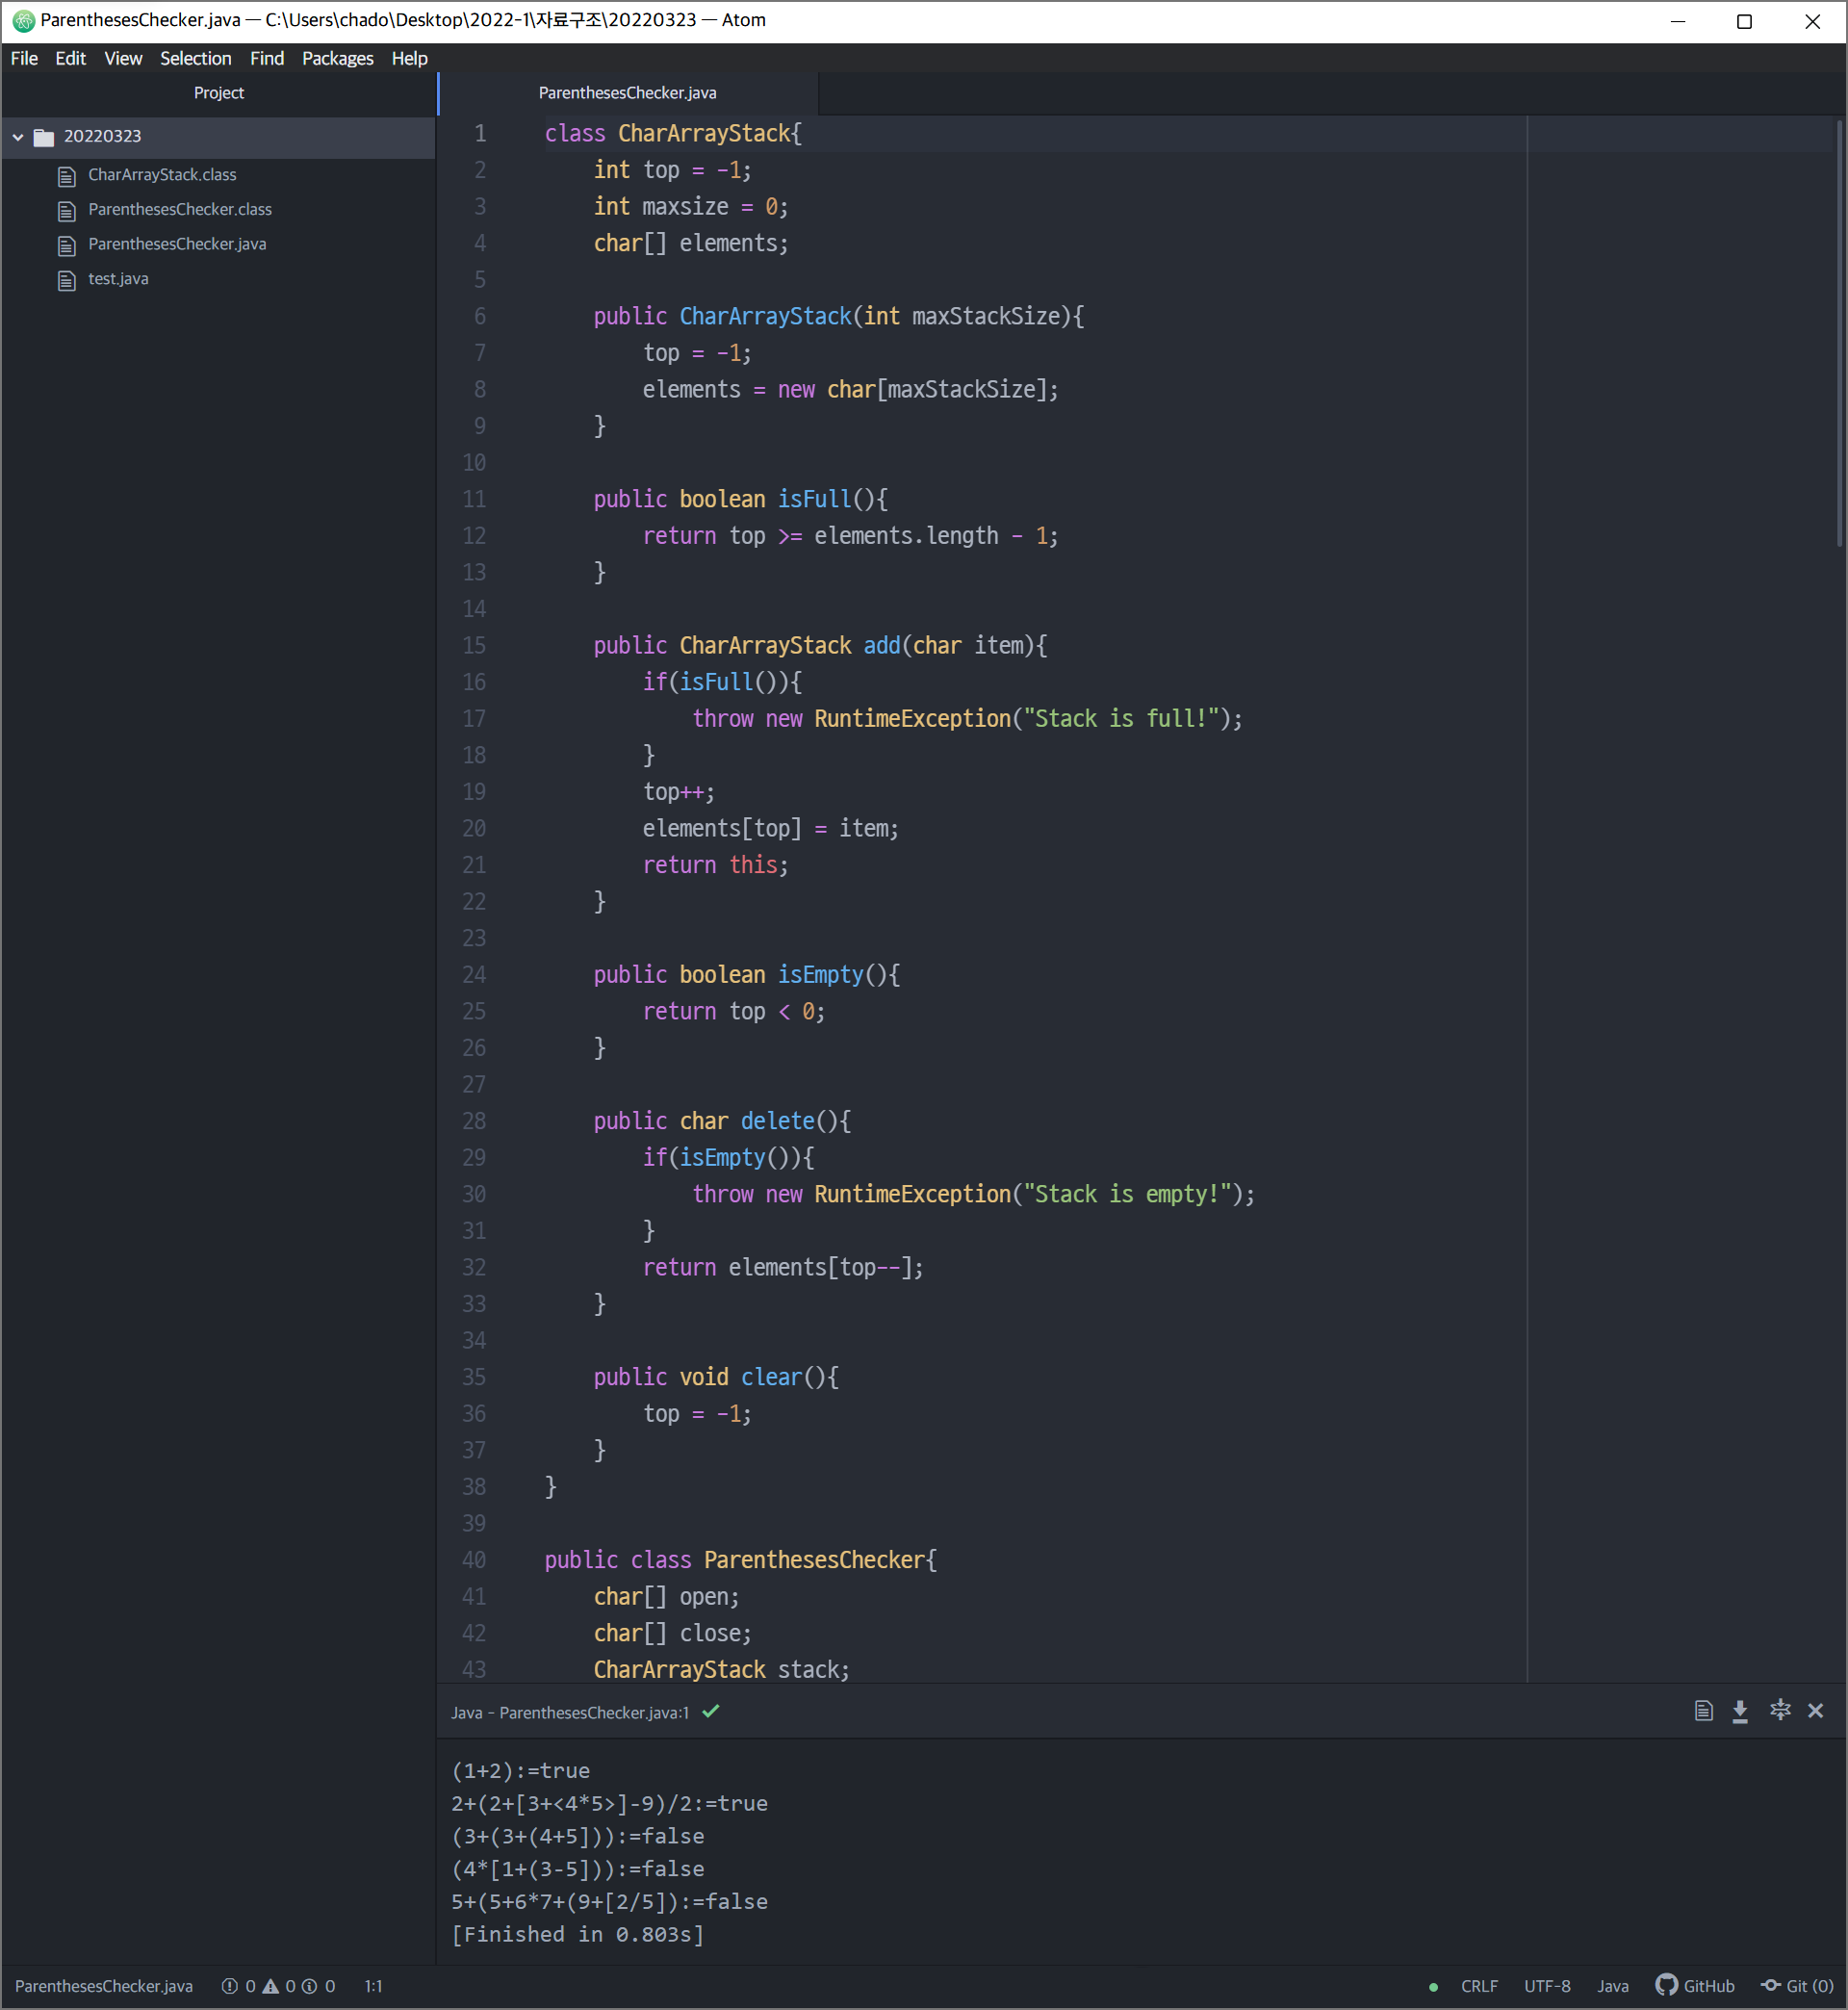 ParenthesesChecker.java — C:\Users\chado\Desktop\2022-1\자료구조\20220323 — Atom
File Edit View Selection Find Packages Help
Project
20220323
CharArrayStack.class
ParenthesesChecker.class
ParenthesesChecker.java
test.java
ParenthesesChecker.java
1 class CharArrayStack{
2 int top = -1;
3 int maxsize = 0;
4 char[] elements;
5
6 public CharArrayStack(int maxStackSize){
7 top = -1;
8 elements = new char[maxStackSize];
9 }
10
11 public boolean isFull(){
12 return top >= elements.length - 1;
13 }
14
15 public CharArrayStack add(char item){
16 if(isFull()){
17 throw new RuntimeException("Stack is full!");
18 }
19 top++;
20 elements[top] = item;
21 return this;
22 }
23
24 public boolean isEmpty(){
25 return top < 0;
26 }
27
28 public char delete(){
29 if(isEmpty()){
30 throw new RuntimeException("Stack is empty!");
31 }
32 return elements[top--];
33 }
34
35 public void clear(){
36 top = -1;
37 }
38 }
39
40 public class ParenthesesChecker{
41 char[] open;
42 char[] close;
43 CharArrayStack stack;
Java - ParenthesesChecker.java:1
(1+2):=true
2+(2+[3+<4*5>]-9)/2:=true
(3+(3+(4+5])):=false
(4*[1+(3-5])):=false
5+(5+6*7+(9+[2/5]):=false
[Finished in 0.803s]
ParenthesesChecker.java 0 0 0 1:1 CRLF UTF-8 Java GitHub Git (0)